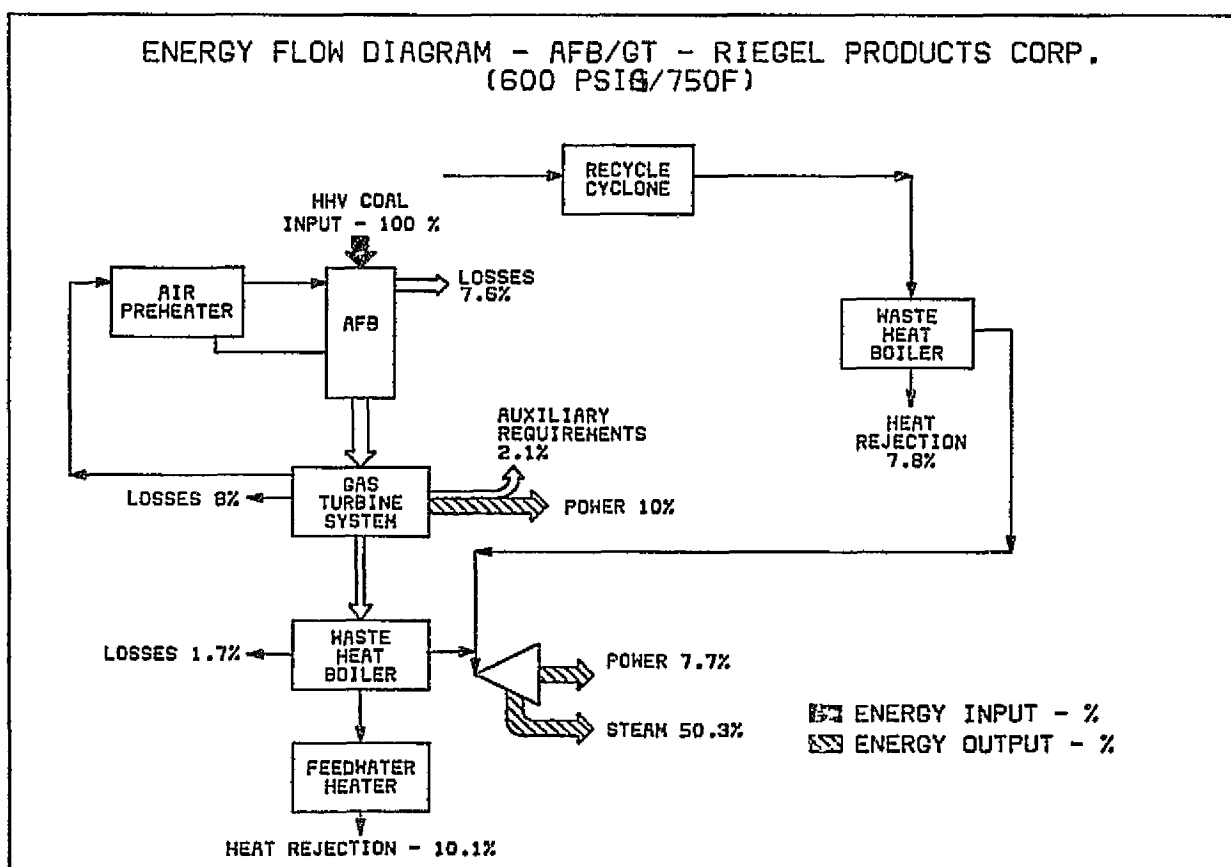 ENERGY FLOW DIAGRAM - AFB/GT - RIEGEL PRODUCTS CORP.
(600 PSIG/750F)
RECYCLE
CYCLONE
HHV COAL
INPUT - 100 %
AIR
PREHEATER
AFB
LOSSES
7.6%
WASTE
HEAT
BOILER
HEAT
REJECTION
7.8%
AUXILIARY
REQUIREMENTS
2.1%
GAS
TURBINE
SYSTEM
LOSSES 8%
POWER 10%
LOSSES 1.7%
WASTE
HEAT
BOILER
POWER 7.7%
STEAM 50.3%
ENERGY INPUT - %
ENERGY OUTPUT - %
FEEDWATER
HEATER
HEAT REJECTION - 10.1%